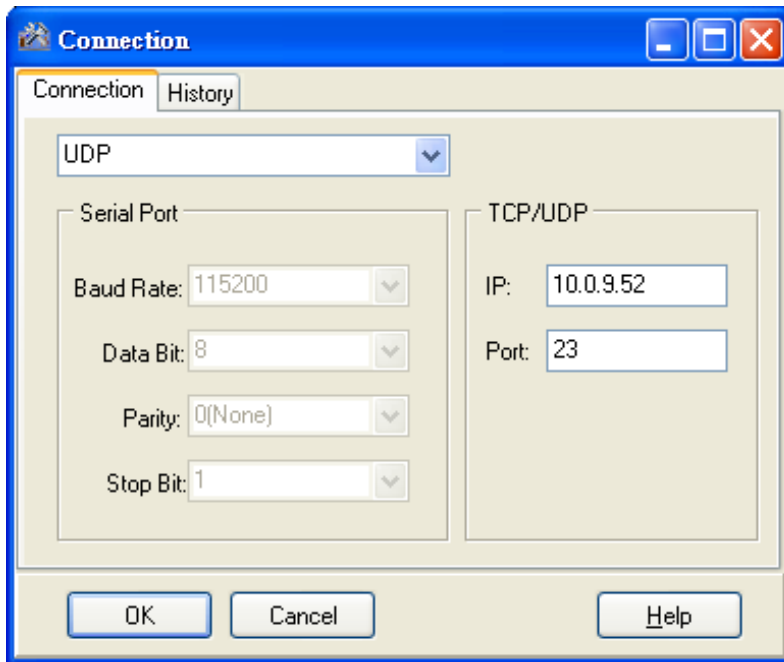 Connection
Connection History
UDP
Serial Port
Baud Rate: 115200
Data Bit: 8
Parity: 0(None)
Stop Bit: 1
TCP/UDP
IP: 10.0.9.52
Port: 23
OK Cancel Help